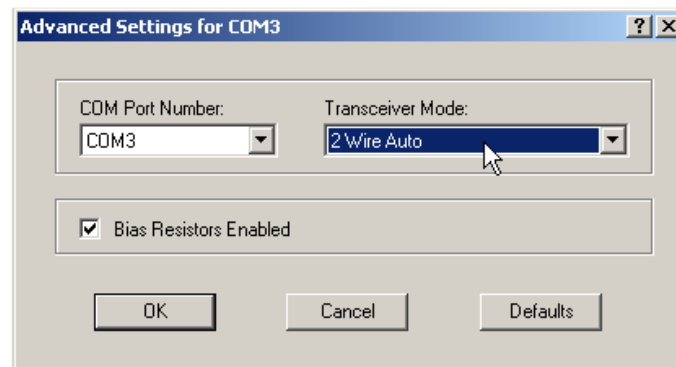 Advanced Settings for COM3
COM Port Number: Transceiver Mode:
COM3 2 Wire Auto
Bias Resistors Enabled
OK Cancel Defaults